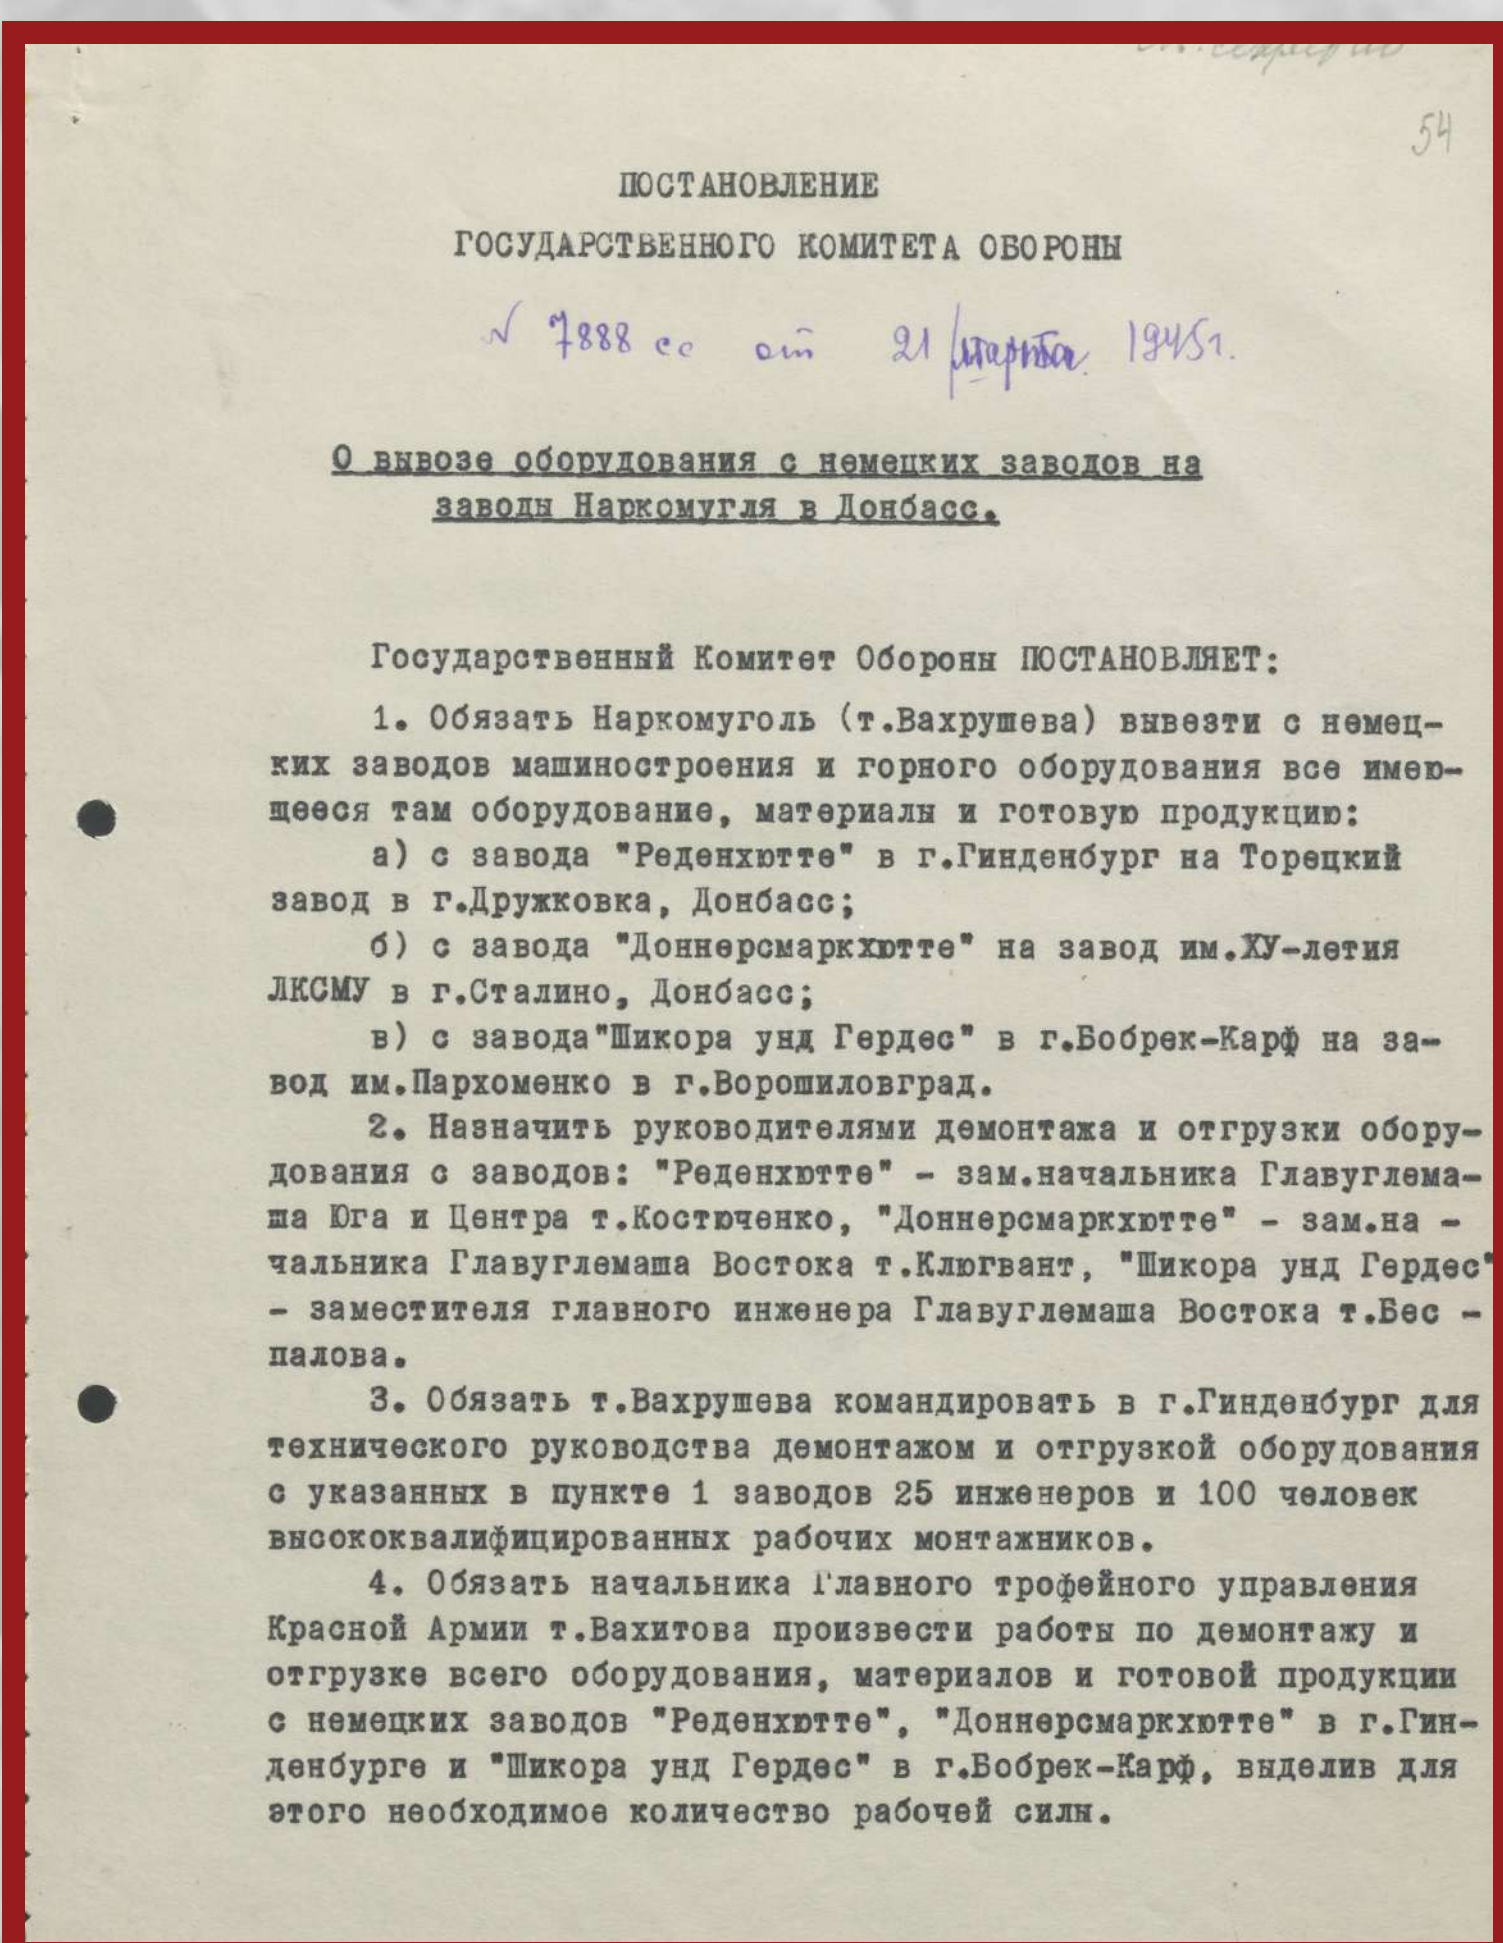 54
ПОСТАНОВЛЕНИЕ
ГОСУДАРСТВЕННОГО КОМИТЕТА ОБОРОНЫ
№ 7888 сс от 21 марта 1945г.
О вывозе оборудования с немецких заводов на
заводы Наркомугля в Донбасс.
Государственный Комитет Обороны ПОСТАНОВЛЯЕТ:
1. Обязать Наркомуголь (т.Вахрушева) вывезти с немец-
ких заводов машиностроения и горного оборудования все имею-
щееся там оборудование, материалы и готовую продукцию:
а) с завода "Реденхютте" в г.Гинденбург на Торецкий
завод в г.Дружковка, Донбасс;
б) с завода "Доннерсмаркхютте" на завод им.ХУ-летия
ЛКСМУ в г.Сталино, Донбасс;
в) с завода"Шикора унд Гердес" в г.Бобрек-Карф на за-
вод им.Пархоменко в г.Ворошиловград.
2. Назначить руководителями демонтажа и отгрузки обору-
дования с заводов: "Реденхютте" - зам.начальника Главуглема-
ша Юга и Центра т.Костюченко, "Доннерсмаркхютте" - зам.на -
чальника Главуглемаша Востока т.Клюгвант, "Шикора унд Гердес"
- заместителя главного инженера Главуглемаша Востока т.Бес -
палова.
3. Обязать т.Вахрушева командировать в г.Гинденбург для
технического руководства демонтажом и отгрузкой оборудования
с указанных в пункте 1 заводов 25 инженеров и 100 человек
высококвалифицированных рабочих монтажников.
4. Обязать начальника Главного трофейного управления
Красной Армии т.Вахитова произвести работы по демонтажу и
отгрузке всего оборудования, материалов и готовой продукции
с немецких заводов "Реденхютте", "Доннерсмаркхютте" в г.Гин-
денбурге и "Шикора унд Гердес" в г.Бобрек-Карф, выделив для
этого необходимое количество рабочей силы.